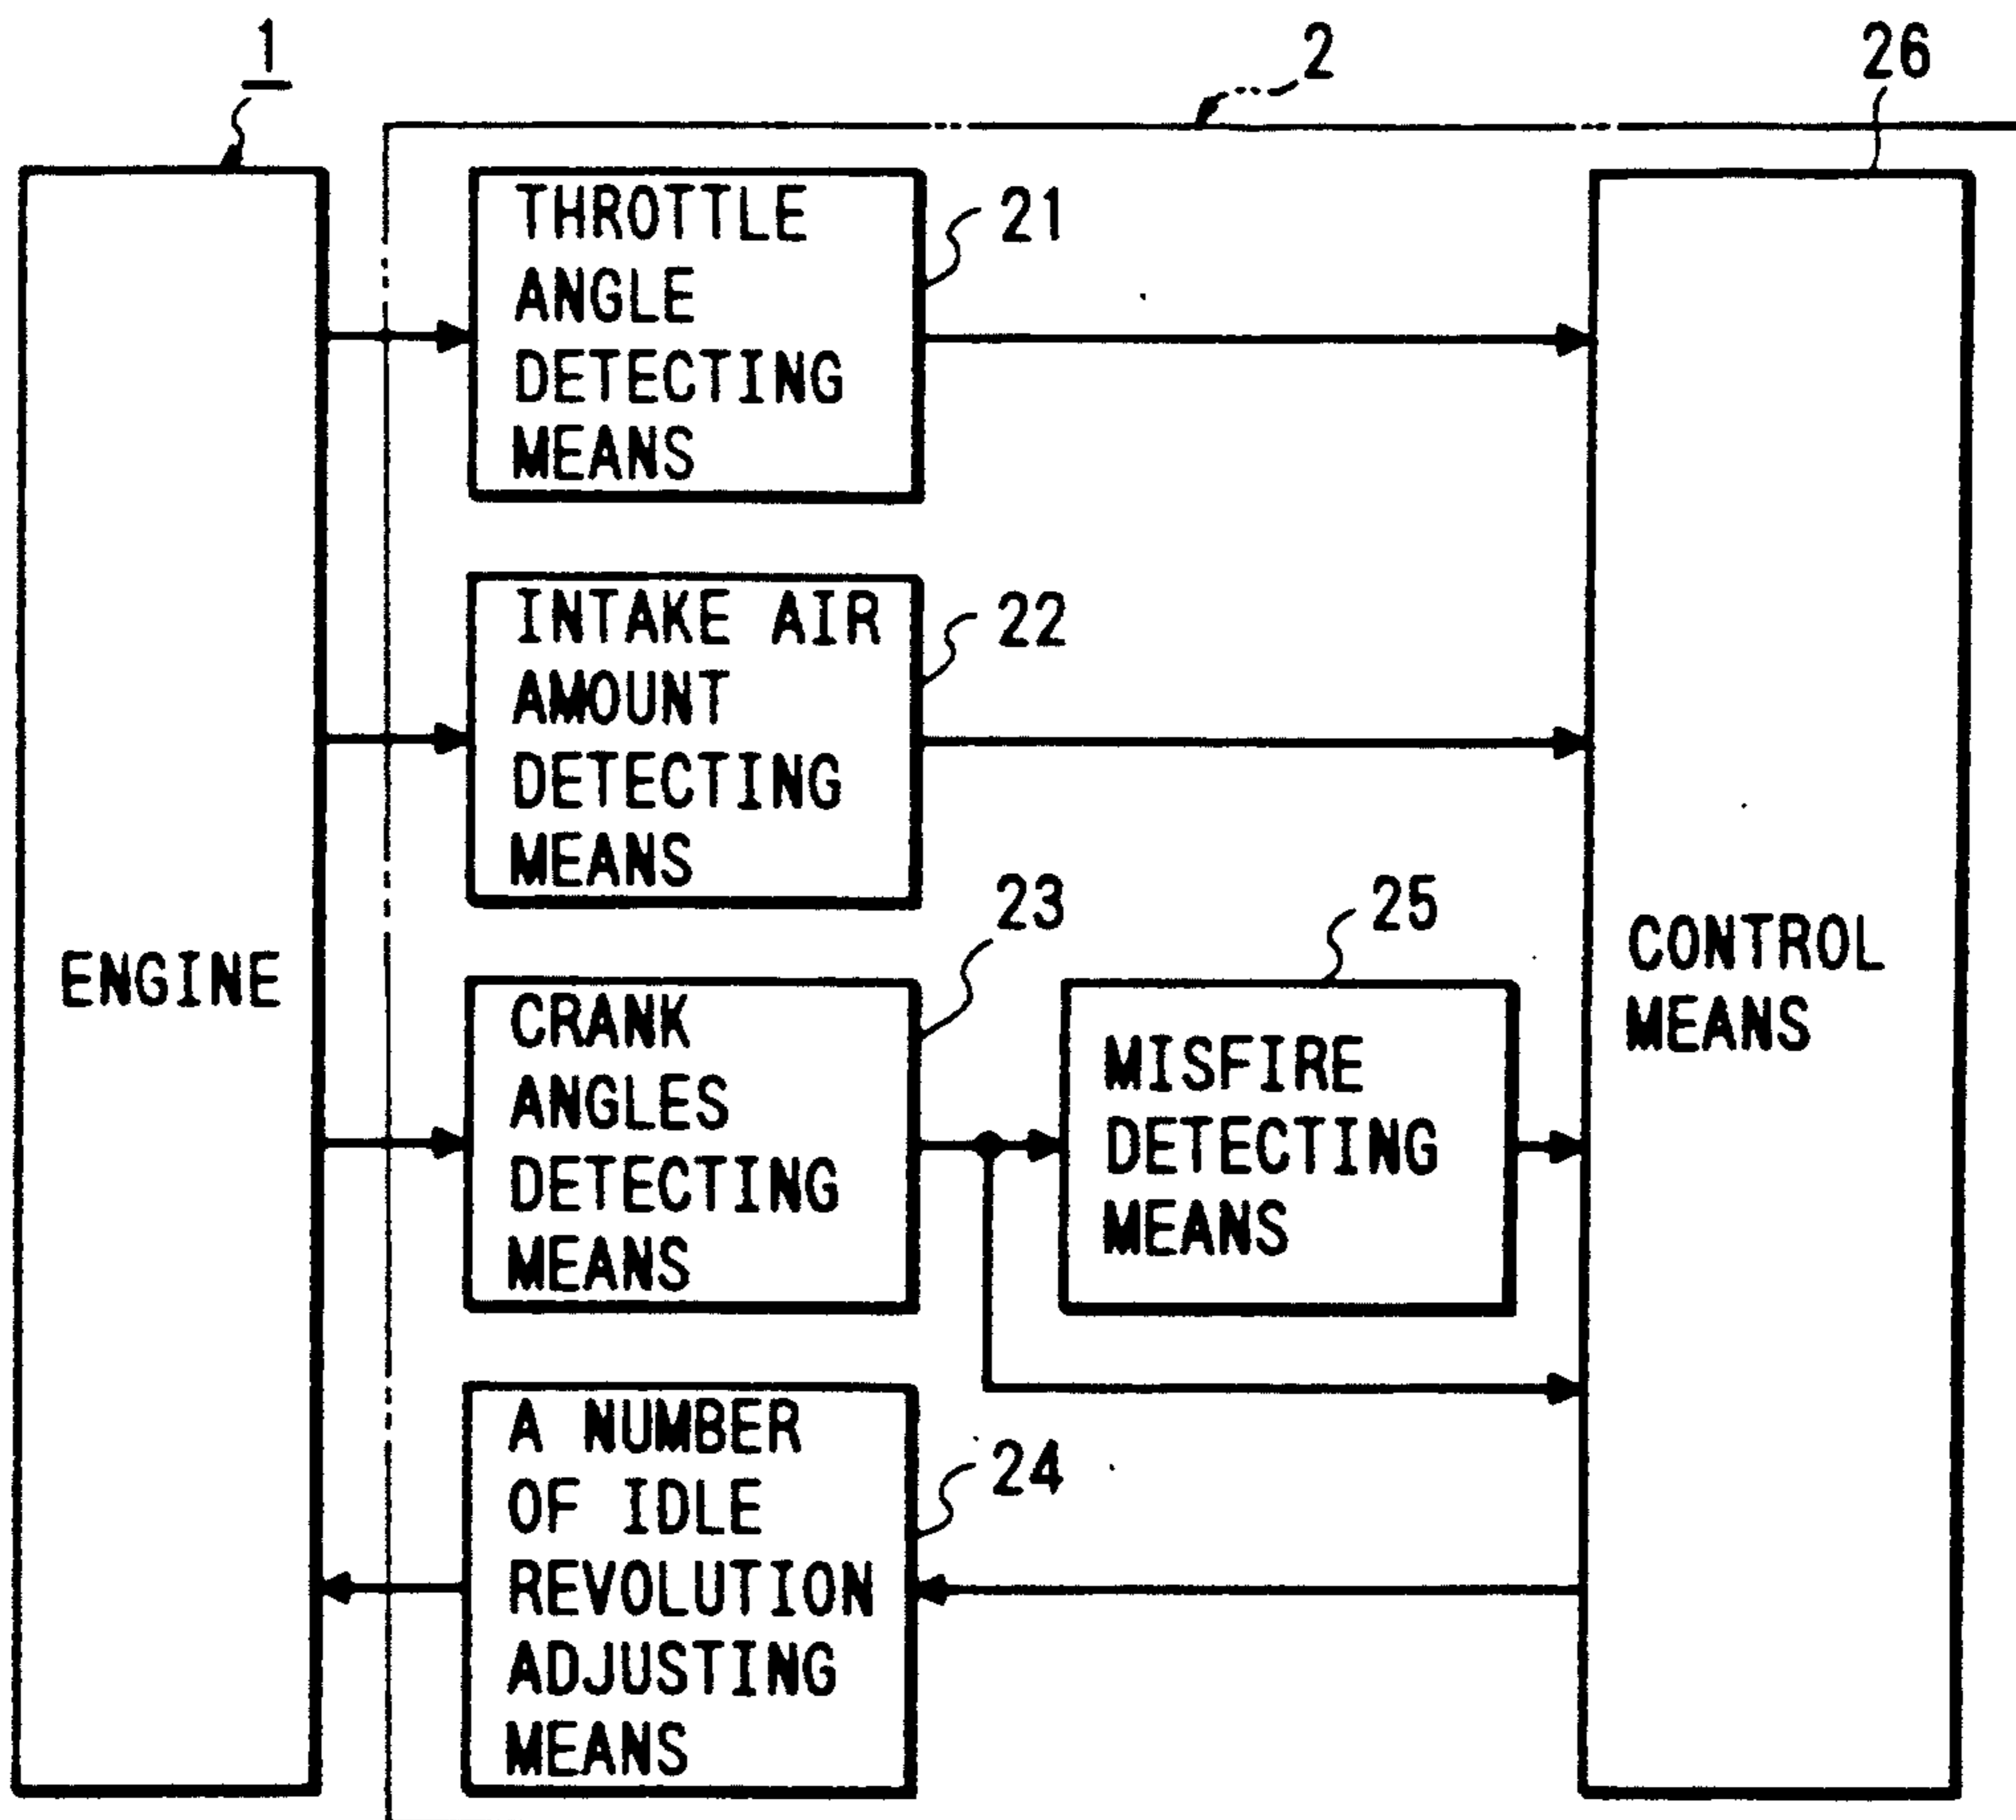 1
2
26
THROTTLE
ANGLE
DETECTING
MEANS
21
INTAKE AIR
AMOUNT
DETECTING
MEANS
22
ENGINE
CRANK
ANGLES
DETECTING
MEANS
23
MISFIRE
DETECTING
MEANS
25
CONTROL
MEANS
A NUMBER
OF IDLE
REVOLUTION
ADJUSTING
MEANS
24